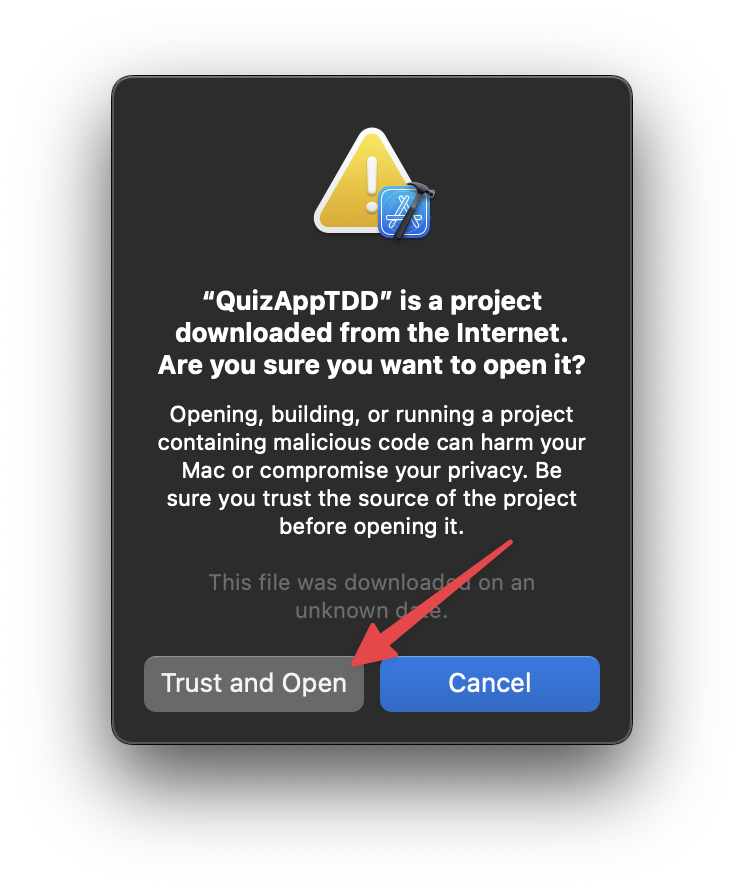 “QuizAppTDD” is a project
downloaded from the Internet.
Are you sure you want to open it?
Opening, building, or running a project
containing malicious code can harm your
Mac or compromise your privacy. Be
sure you trust the source of the project
before opening it.
This file was downloaded on an
unknown date.
Trust and Open
Cancel